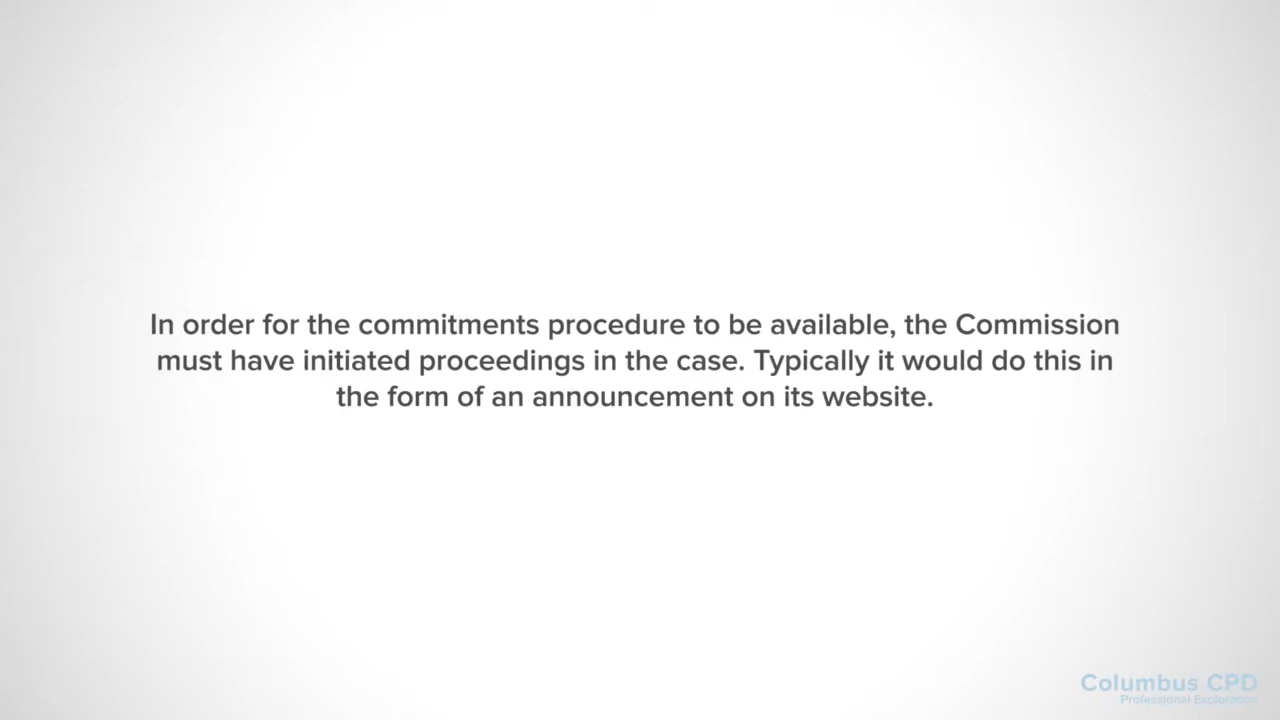 In order for the commitments procedure to be available, the Commission
must have initiated proceedings in the case. Typically it would do this in
the form of an announcement on its website.
Columbus CPD
Professional Exploration